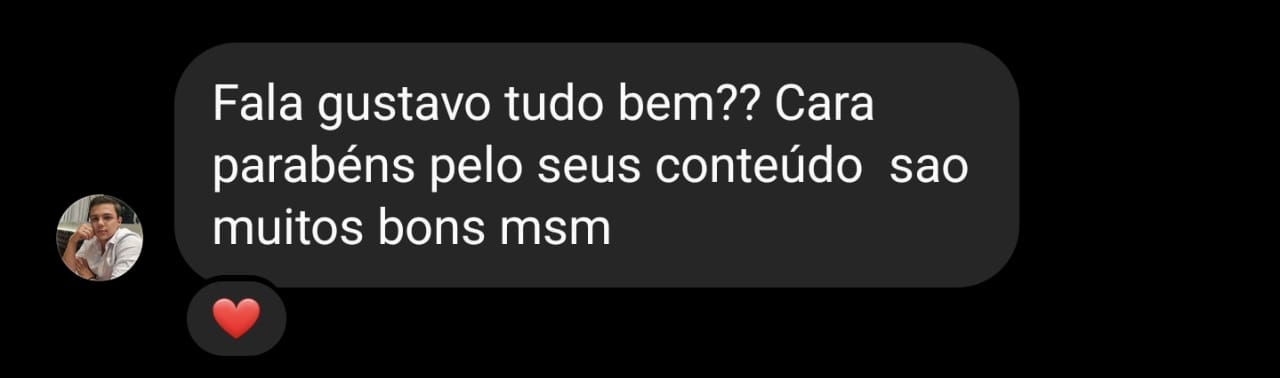 Fala gustavo tudo bem?? Cara
parabéns pelo seus conteúdo  sao
muitos bons msm
❤️